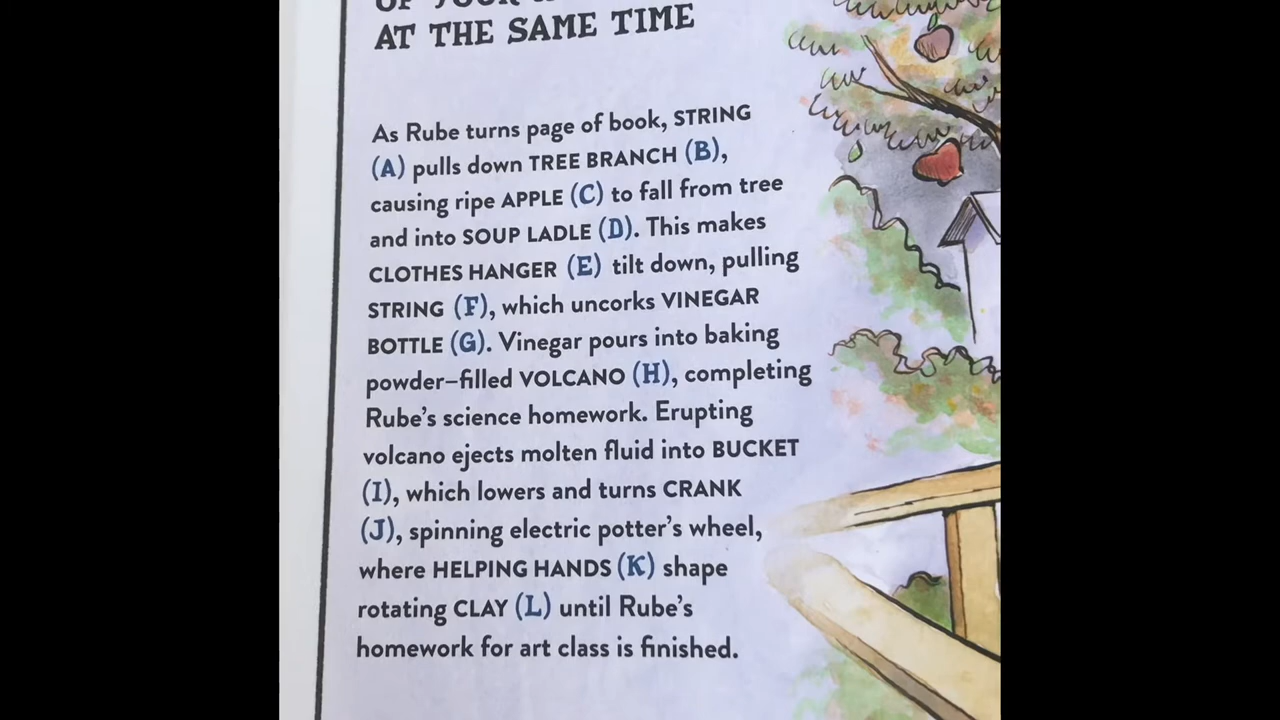 AT THE SAME TIME
As Rube turns page of book, STRING
(A) pulls down TREE BRANCH (B),
causing ripe APPLE (C) to fall from tree
and into SOUP LADLE (D). This makes
CLOTHES HANGER (E) tilt down, pulling
STRING (F), which uncorks VINEGAR
BOTTLE (G). Vinegar pours into baking
powder–filled VOLCANO (H), completing
Rube's science homework. Erupting
volcano ejects molten fluid into BUCKET
(I), which lowers and turns CRANK
(J), spinning electric potter's wheel,
where HELPING HANDS (K) shape
rotating CLAY (L) until Rube's
homework for art class is finished.